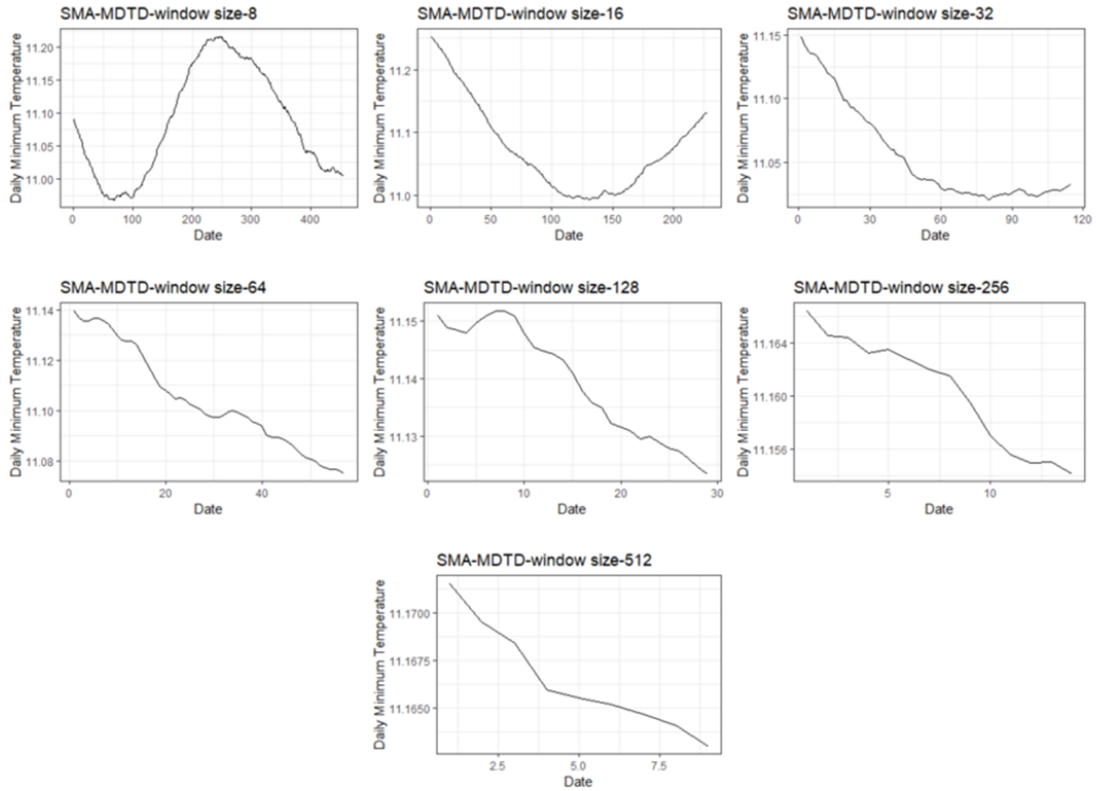 SMA-MDTD-window size-8
Daily Minimum Temperature
11.20
11.15
11.10
11.05
11.00
0 100 200 300 400
Date
SMA-MDTD-window size-16
Daily Minimum Temperature
11.2
11.1
11.0
0 50 100 150 200
Date
SMA-MDTD-window size-32
Daily Minimum Temperature
11.15
11.10
11.05
0 30 60 90 120
Date
SMA-MDTD-window size-64
Daily Minimum Temperature
11.14
11.12
11.10
11.08
0 20 40
Date
SMA-MDTD-window size-128
Daily Minimum Temperature
11.15
11.14
11.13
0 10 20 30
Date
SMA-MDTD-window size-256
Daily Minimum Temperature
11.164
11.160
11.156
5 10
Date
SMA-MDTD-window size-512
Daily Minimum Temperature
11.1700
11.1675
11.1650
2.5 5.0 7.5
Date